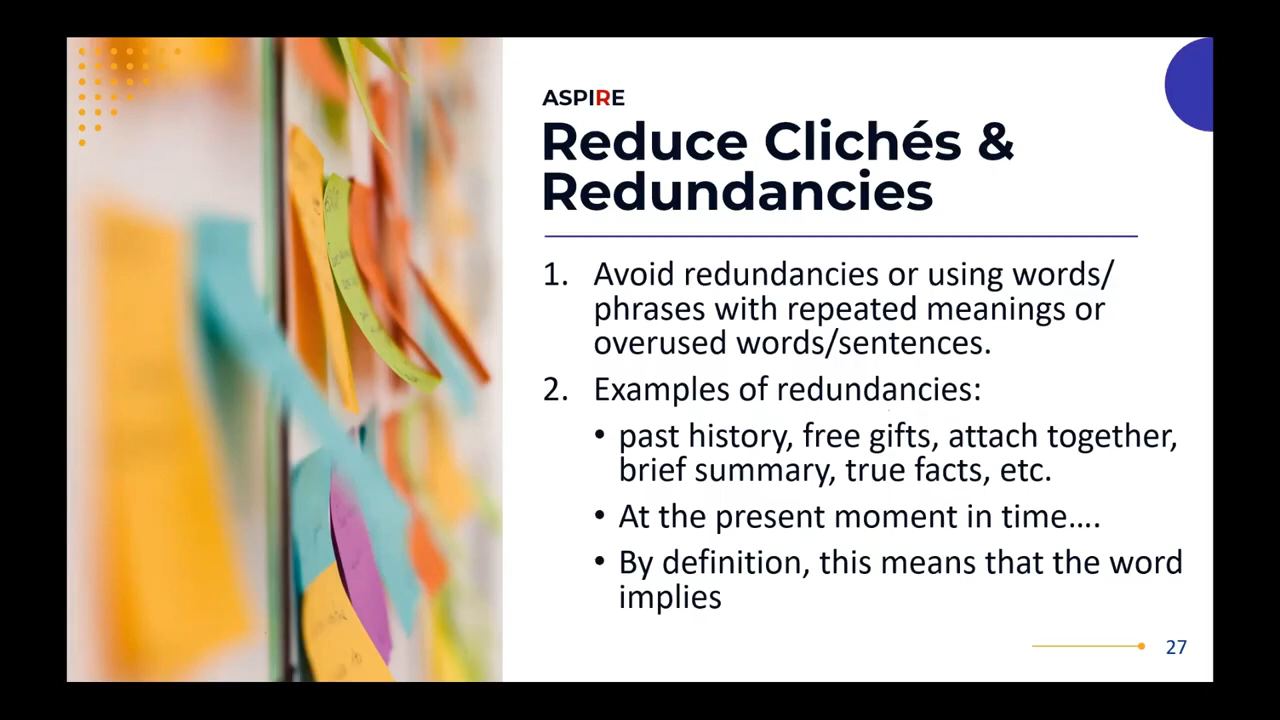 ASPIRE
Reduce Clichés &
Redundancies
1. Avoid redundancies or using words/
phrases with repeated meanings or
overused words/sentences.
2. Examples of redundancies:
• past history, free gifts, attach together,
brief summary, true facts, etc.
• At the present moment in time….
• By definition, this means that the word
implies
27